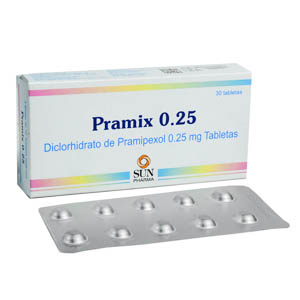 30 tabletas
Pramix 0.25
Diclorhidrato de Pramipexol 0.25 mg Tabletas
SUN
PHARMA